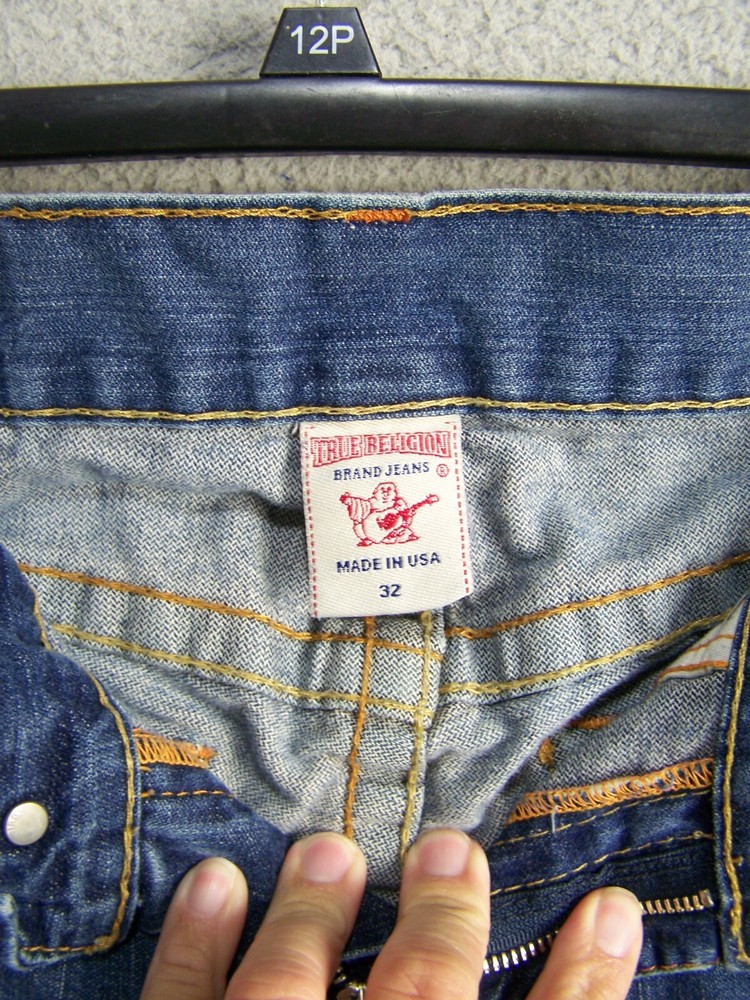 12P
TRUE RELIGION
BRAND JEANS ®
MADE IN USA
32